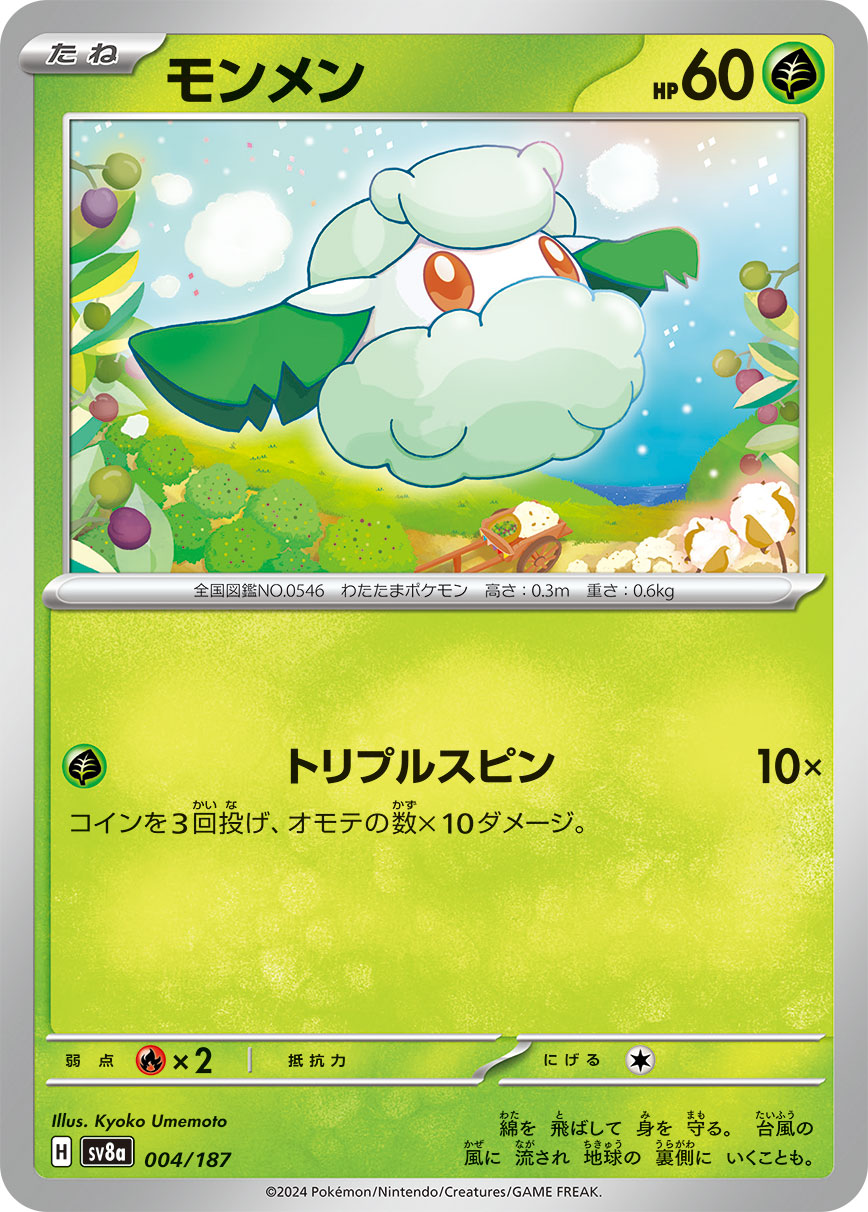 たね モンメン HP 60
全国図鑑NO.0546 わたたまポケモン 高さ：0.3m 重さ：0.6kg
トリプルスピン 10×
コインを3回投げ、オモテの数×10ダメージ。
弱点 ×2 抵抗力 にげる
Illus. Kyoko Umemoto
H sv8a 004/187
綿を 飛ばして 身を 守る。 台風の
風に 流され 地球の 裏側に いくことも。
©2024 Pokémon/Nintendo/Creatures/GAME FREAK.